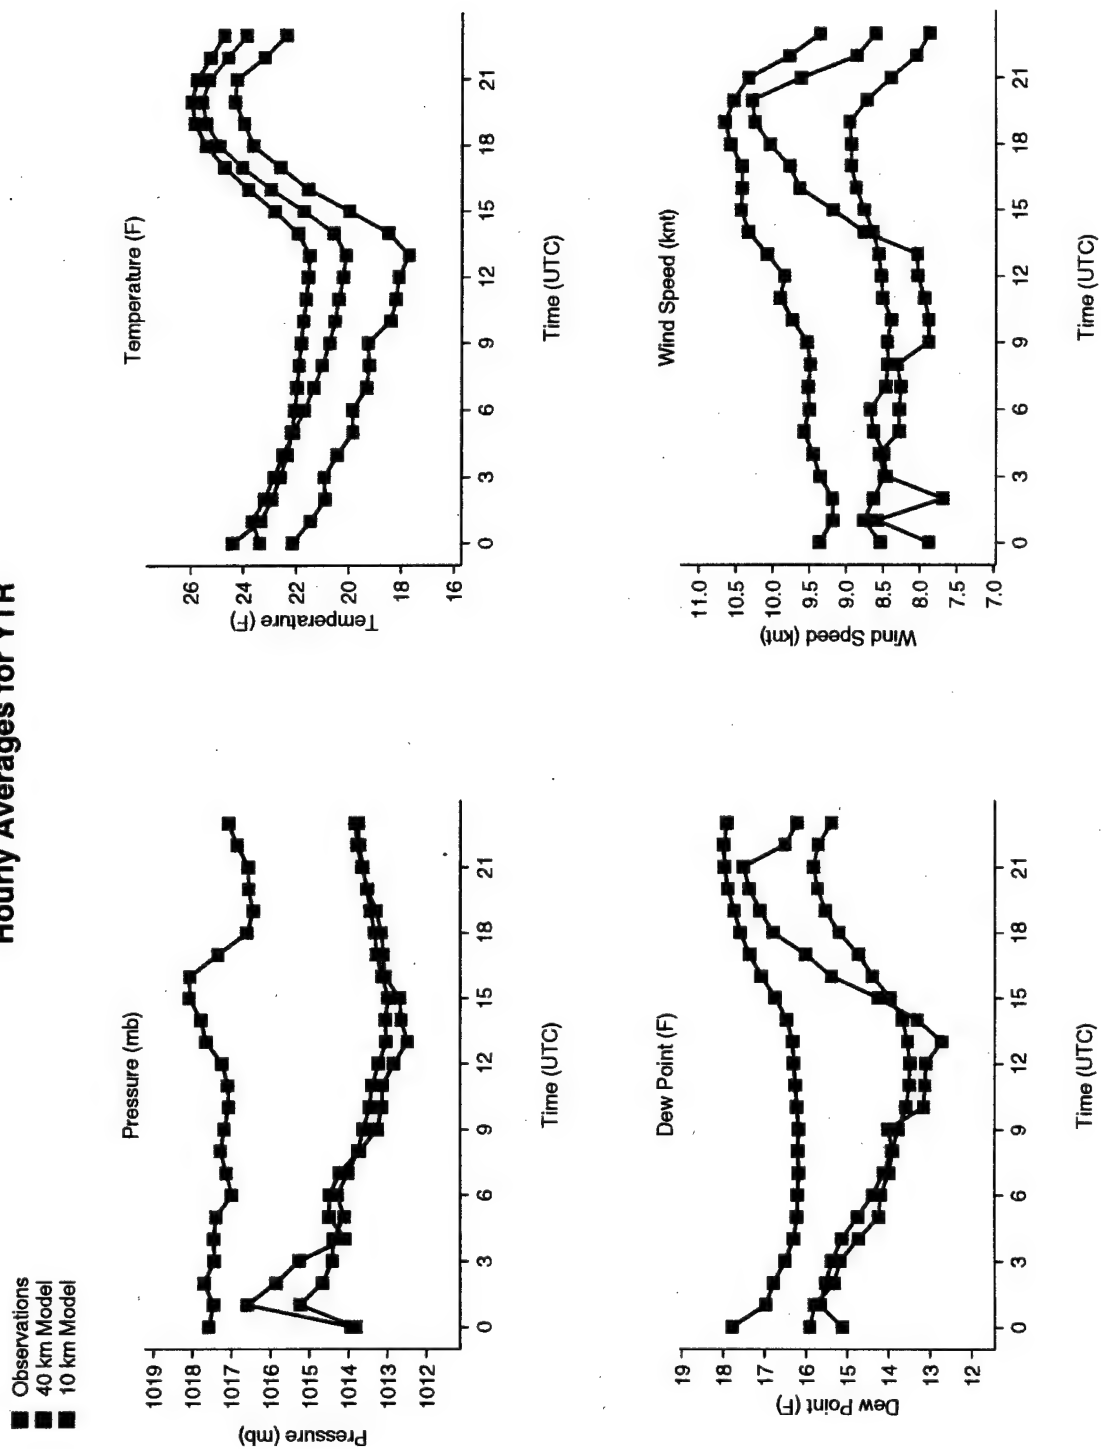 Hourly Averages for YTR
Observations
40 km Model
10 km Model
Pressure (mb)
Pressure (mb)
1019
1018
1017
1016
1015
1014
1013
1012
0 3 6 9 12 15 18 21
Time (UTC)
Temperature (F)
Temperature (F)
26
24
22
20
18
16
0 3 6 9 12 15 18 21
Time (UTC)
Dew Point (F)
Dew Point (F)
19
18
17
16
15
14
13
12
0 3 6 9 12 15 18 21
Time (UTC)
Wind Speed (knt)
Wind Speed (knt)
11.0
10.5
10.0
9.5
9.0
8.5
8.0
7.5
7.0
0 3 6 9 12 15 18 21
Time (UTC)